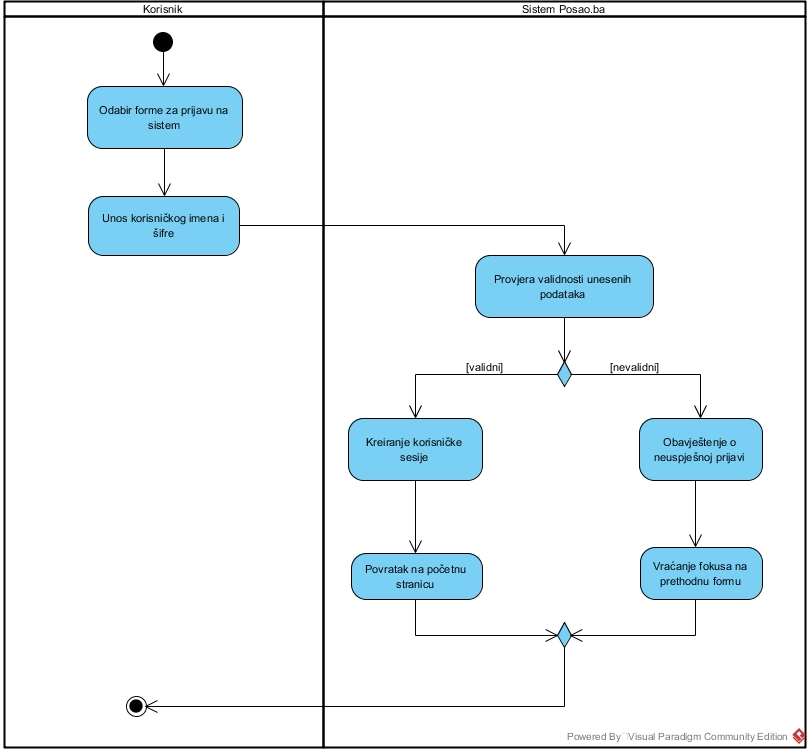 Korisnik
Sistem Posao.ba
Odabir forme za prijavu na
sistem
Unos korisničkog imena i
šifre
Provjera validnosti unesenih
podataka
[validni]
[nevalidni]
Kreiranje korisničke
sesije
Obavještenje o
neuspješnoj prijavi
Povratak na početnu
stranicu
Vraćanje fokusa na
prethodnu formu
Powered By Visual Paradigm Community Edition